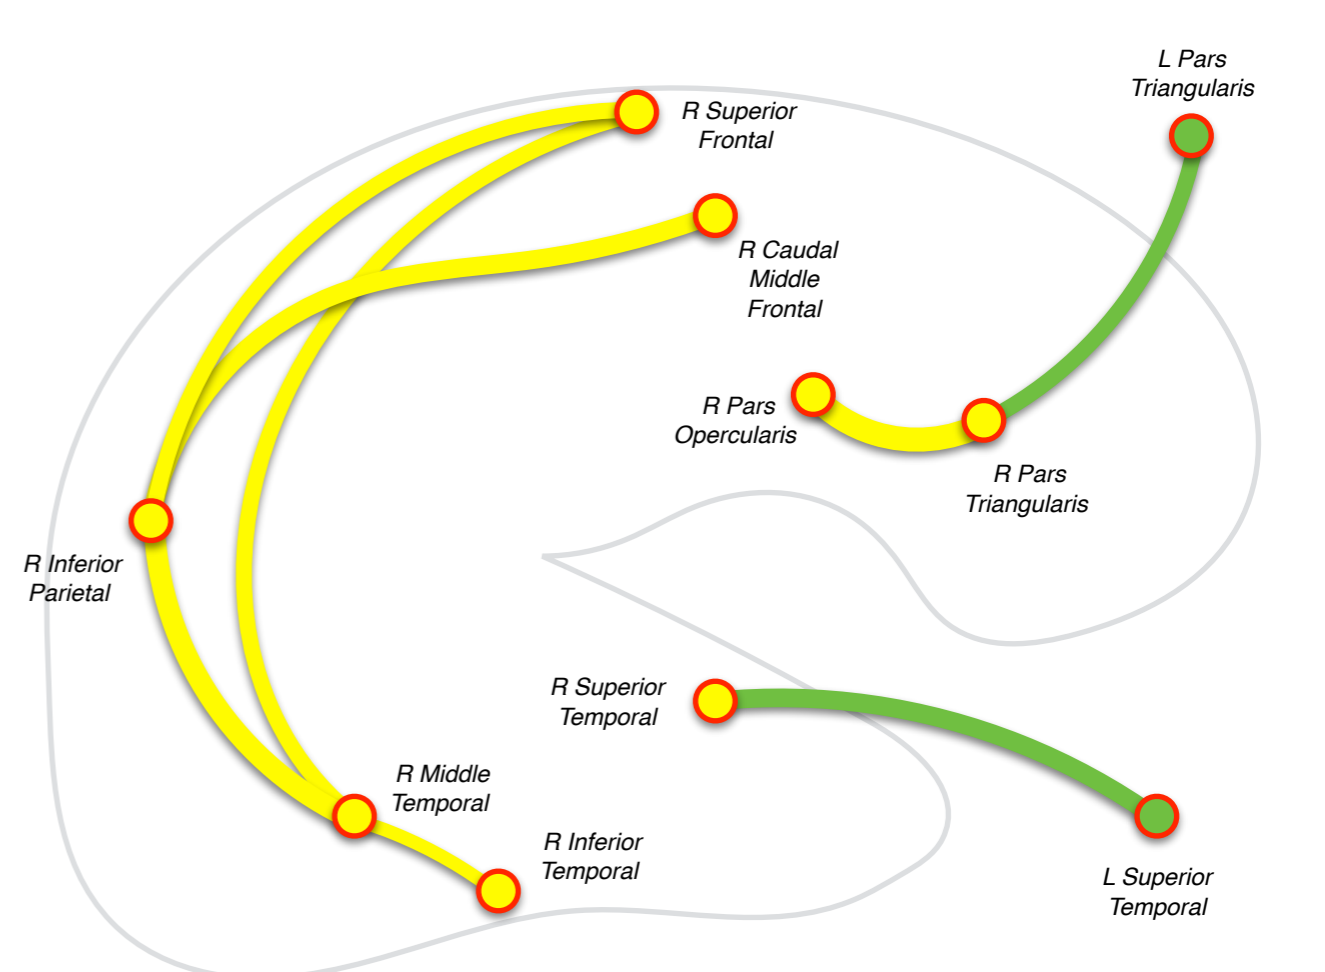 L Pars
Triangularis
R Superior
Frontal
R Caudal
Middle
Frontal
R Pars
Opercularis
R Pars
Triangularis
R Inferior
Parietal
R Superior
Temporal
R Middle
Temporal
R Inferior
Temporal
L Superior
Temporal